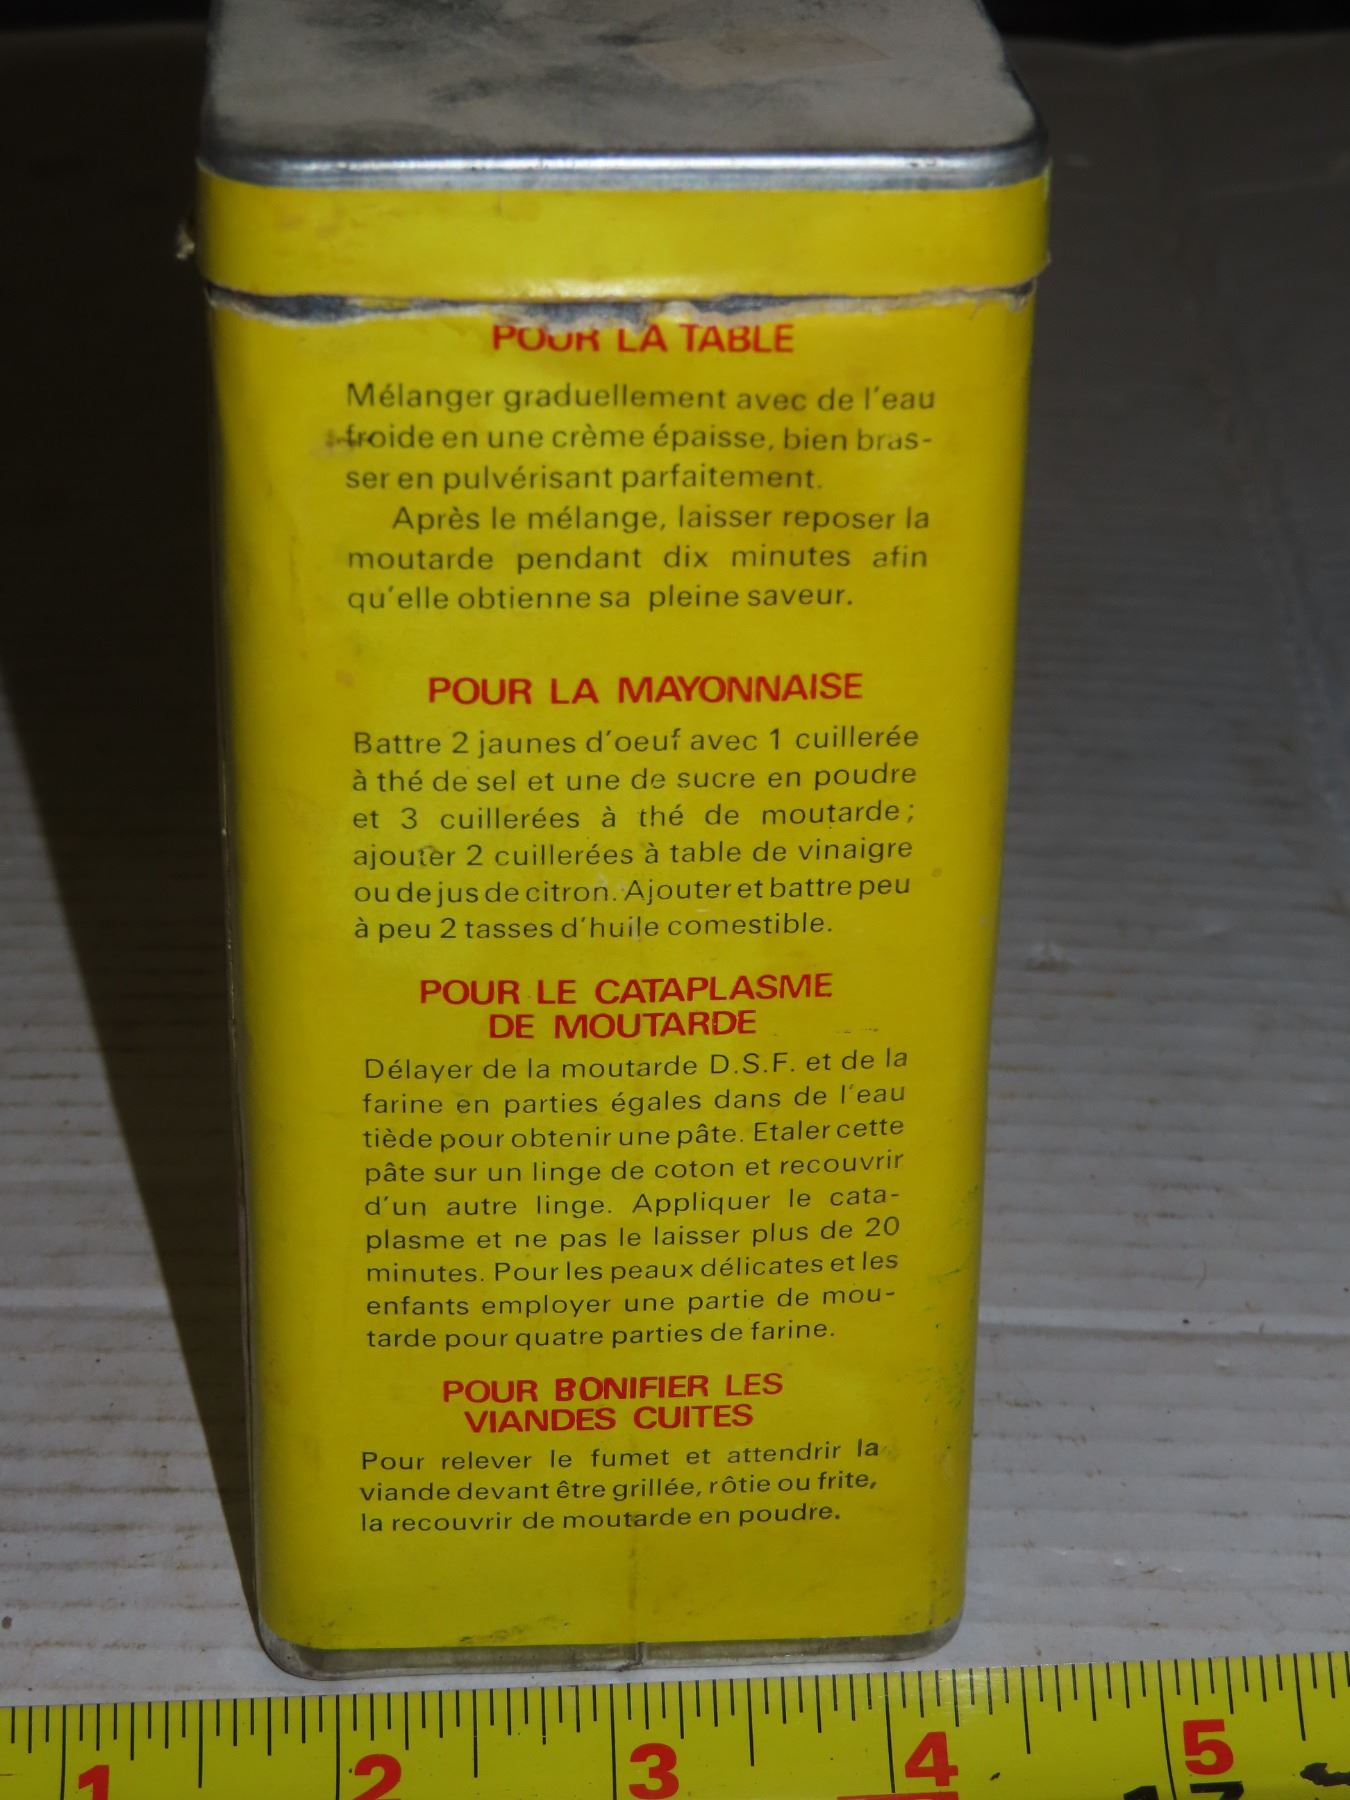 POUR LA TABLE
Mélanger graduellement avec de l'eau
froide en une crème épaisse, bien bras-
ser en pulvérisant parfaitement.
Après le mélange, laisser reposer la
moutarde pendant dix minutes afin
qu'elle obtienne sa pleine saveur.
POUR LA MAYONNAISE
Battre 2 jaunes d'oeuf avec 1 cuillerée
à thé de sel et une de sucre en poudre
et 3 cuillerées à thé de moutarde;
ajouter 2 cuillerées à table de vinaigre
ou de jus de citron. Ajouter et battre peu
à peu 2 tasses d'huile comestible.
POUR LE CATAPLASME
DE MOUTARDE
Délayer de la moutarde D.S.F. et de la
farine en parties égales dans de l'eau
tiède pour obtenir une pâte. Etaler cette
pâte sur un linge de coton et recouvrir
d'un autre linge. Appliquer le cata-
plasme et ne pas le laisser plus de 20
minutes. Pour les peaux délicates et les
enfants employer une partie de mou-
tarde pour quatre parties de farine.
POUR BONIFIER LES
VIANDES CUITES
Pour relever le fumet et attendrir la
viande devant être grillée, rôtie ou frite,
la recouvrir de moutarde en poudre.
1 2 3 4 5